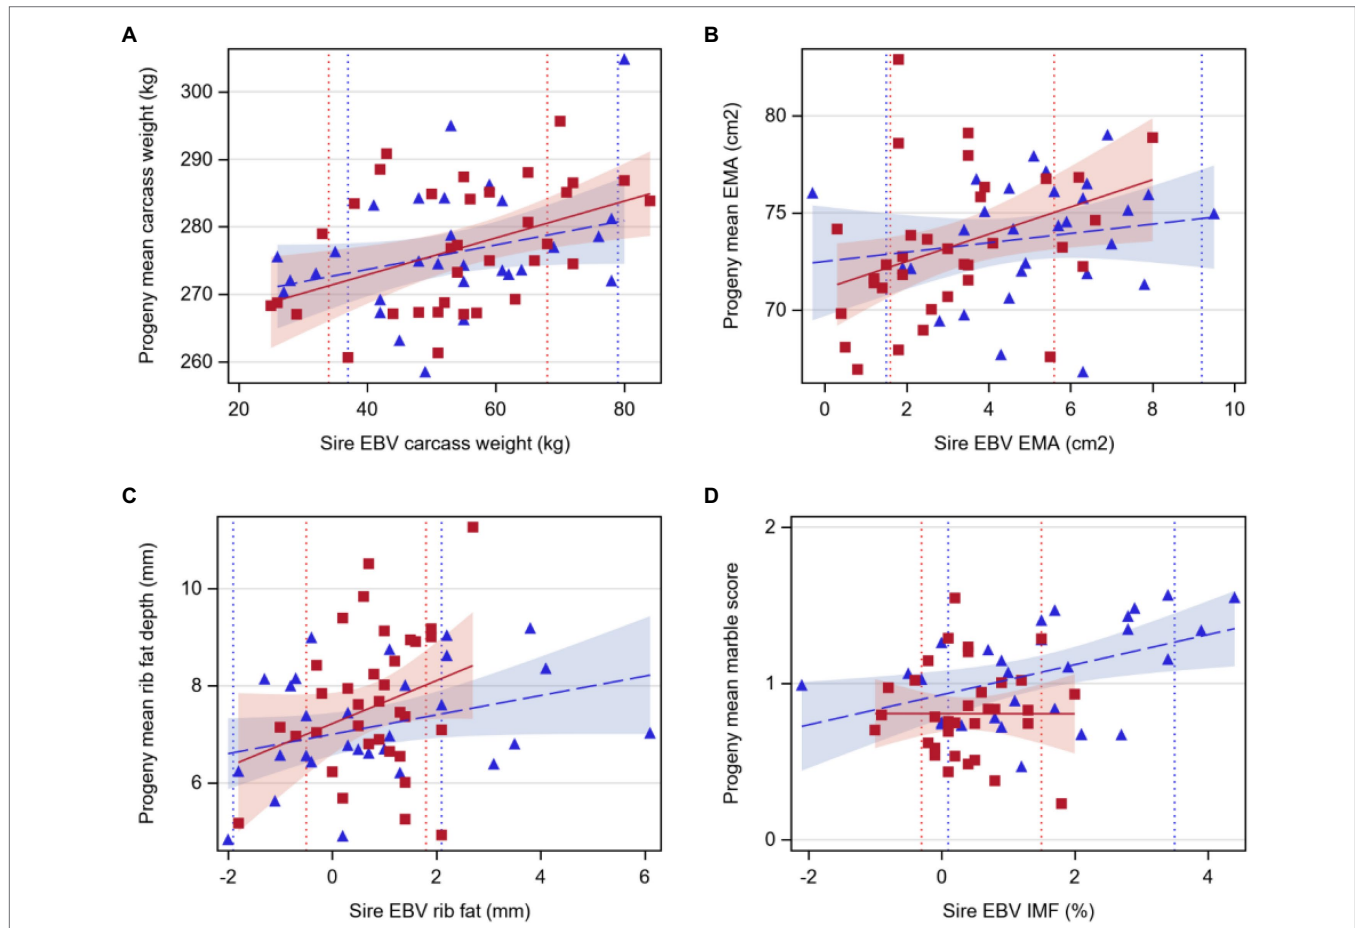 A
Progeny mean carcass weight (kg)
300
290
280
270
260
20 40 60 80
Sire EBV carcass weight (kg)
B
Progeny mean EMA (cm2)
80
75
70
0 2 4 6 8 10
Sire EBV EMA (cm2)
C
Progeny mean rib fat depth (mm)
10
8
6
-2 0 2 4 6
Sire EBV rib fat (mm)
D
Progeny mean marble score
2
1
0
-2 0 2 4
Sire EBV IMF (%)